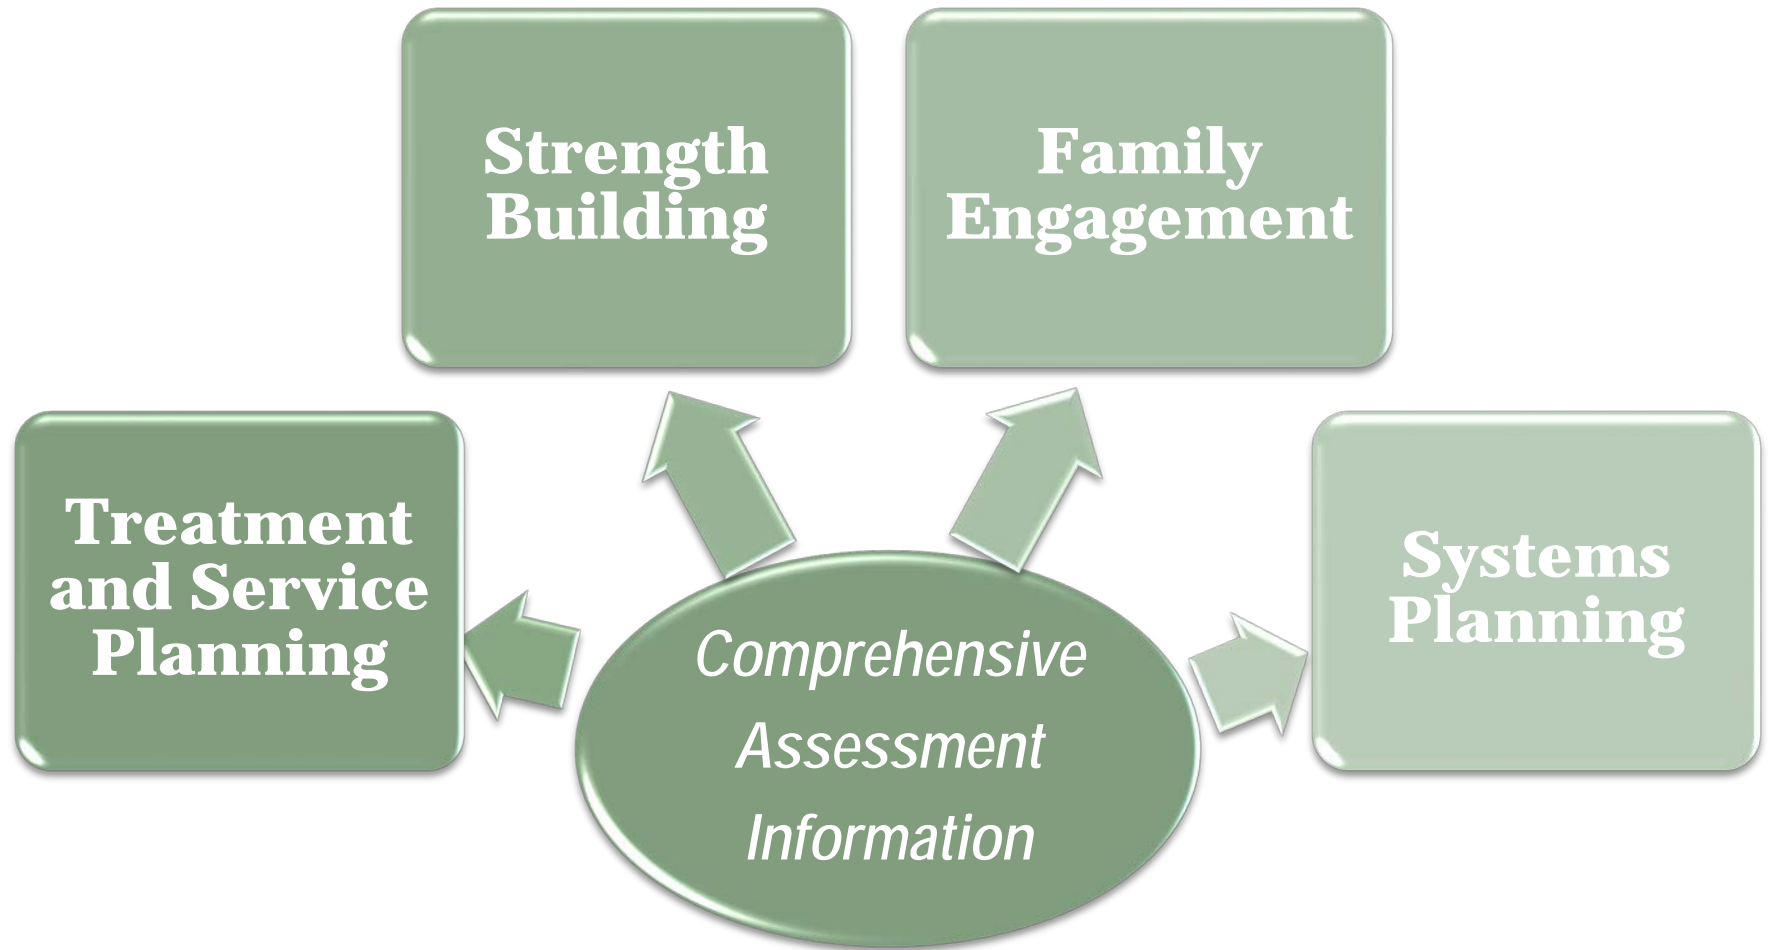 Strength
Building
Family
Engagement
Treatment
and Service
Planning
Systems
Planning
Comprehensive
Assessment
Information